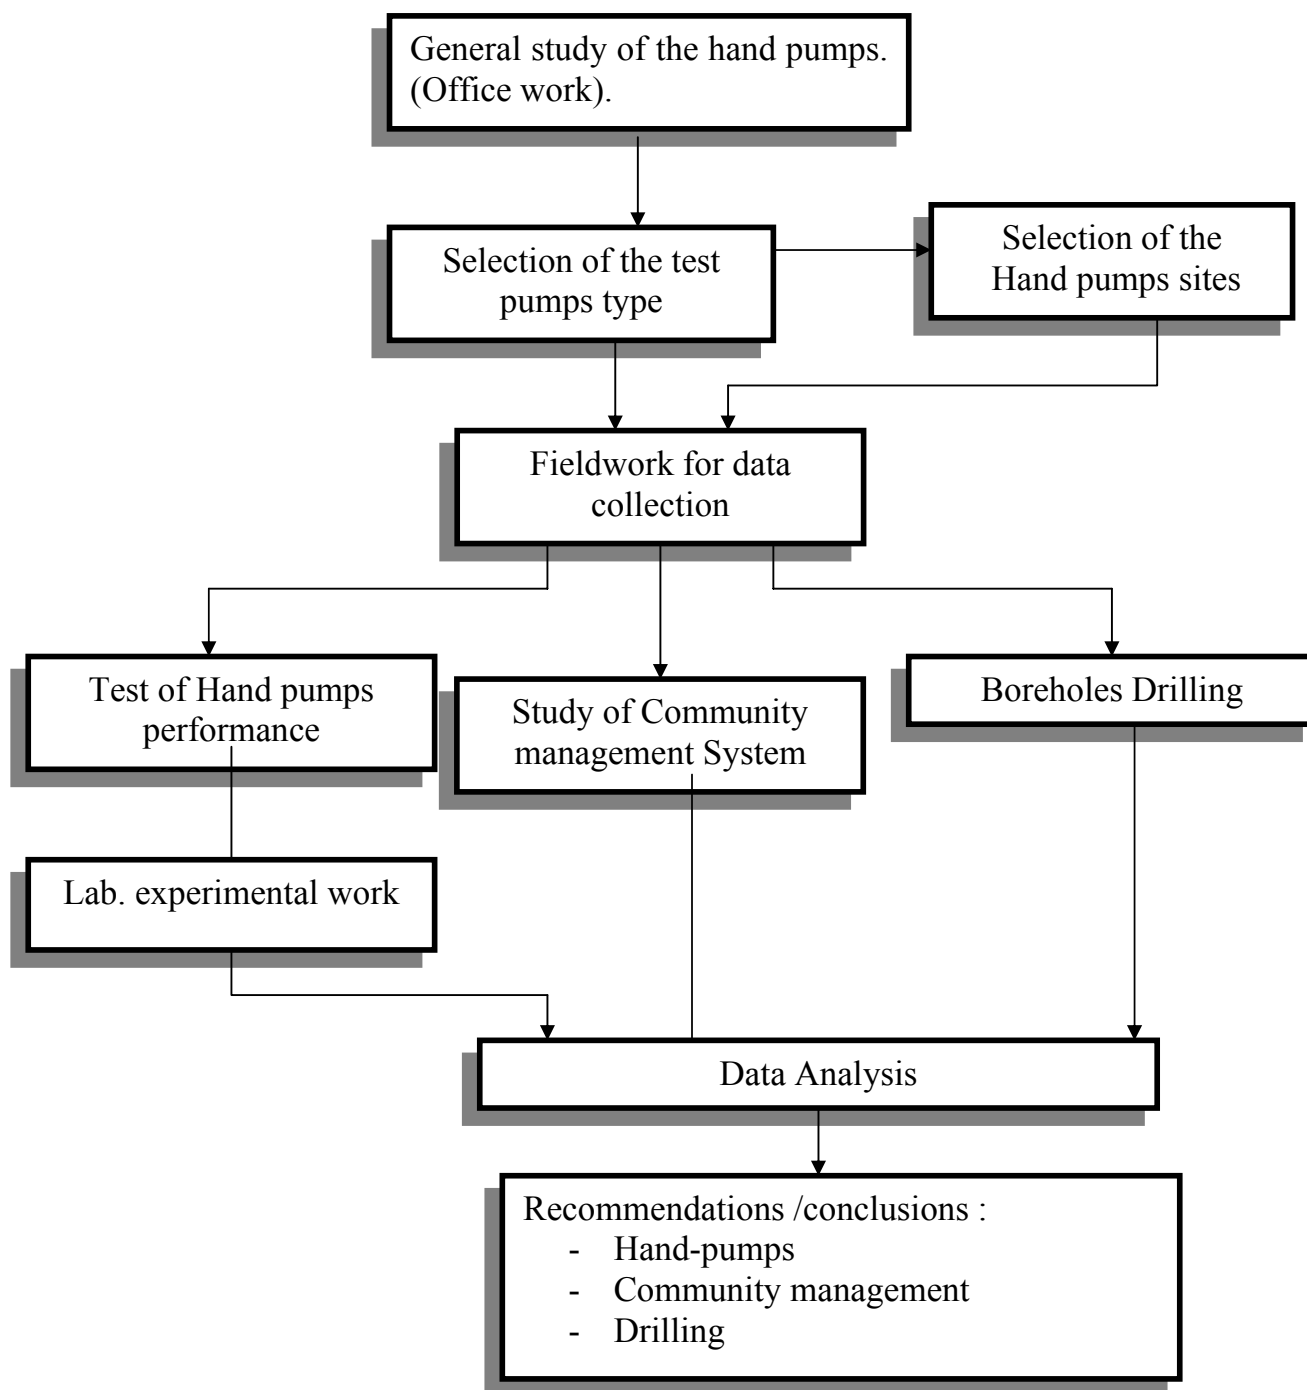 General study of the hand pumps.
(Office work).
Selection of the test
pumps type
Selection of the
Hand pumps sites
Fieldwork for data
collection
Test of Hand pumps
performance
Study of Community
management System
Boreholes Drilling
Lab. experimental work
Data Analysis
Recommendations /conclusions :
- Hand-pumps
- Community management
- Drilling